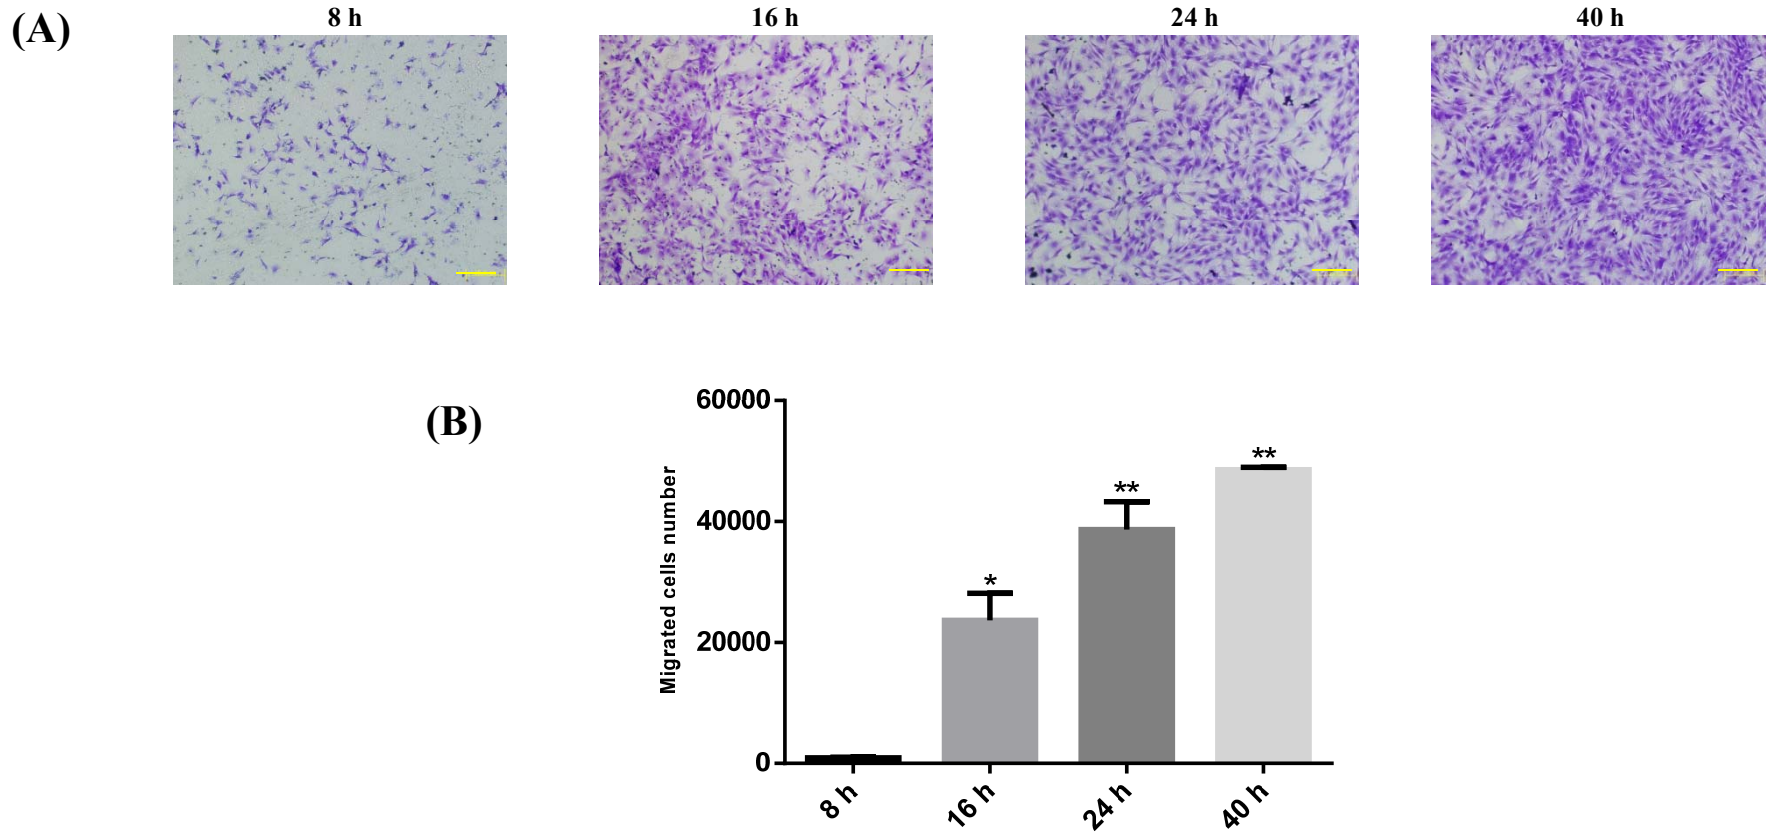 (A)
8 h
16 h
24 h
40 h
(B)
Migrated cells number
60000
40000
20000
0
*
**
**
8 h
16 h
24 h
40 h